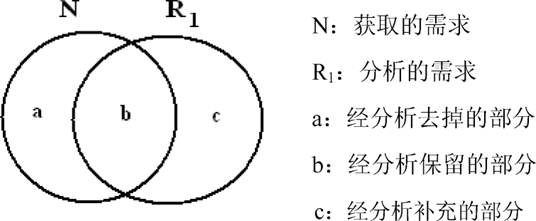 N R₁
a b c
N：获取的需求
R₁：分析的需求
a：经分析去掉的部分
b：经分析保留的部分
c：经分析补充的部分